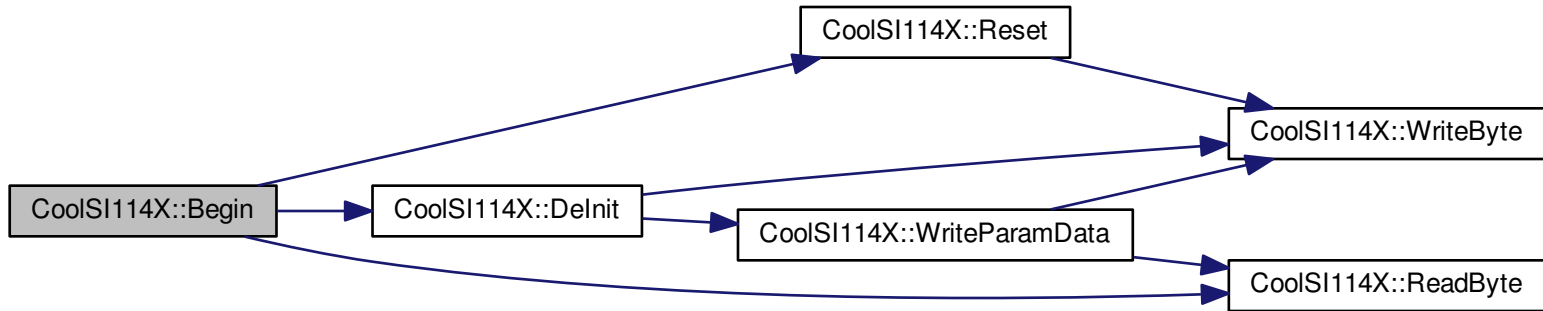 CoolSI114X::Reset
CoolSI114X::WriteByte
CoolSI114X::Begin
CoolSI114X::DeInit
CoolSI114X::WriteParamData
CoolSI114X::ReadByte